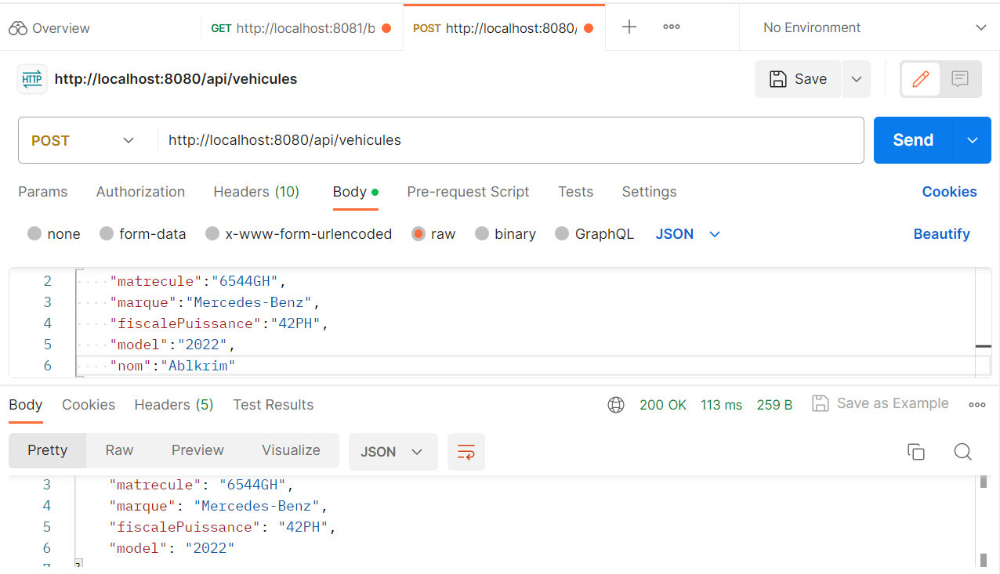 Overview GET http://localhost:8081/b POST http://localhost:8080/ No Environment
HTTP http://localhost:8080/api/vehicules Save
POST http://localhost:8080/api/vehicules Send
Params Authorization Headers (10) Body Pre-request Script Tests Settings Cookies
none form-data x-www-form-urlencoded raw binary GraphQL JSON Beautify
2 "matrecule":"6544GH",
3 "marque":"Mercedes-Benz",
4 "fiscalePuissance":"42PH",
5 "model":"2022",
6 "nom":"Ablkrim"
Body Cookies Headers (5) Test Results 200 OK 113 ms 259 B Save as Example
Pretty Raw Preview Visualize JSON
3 "matrecule": "6544GH",
4 "marque": "Mercedes-Benz",
5 "fiscalePuissance": "42PH",
6 "model": "2022"